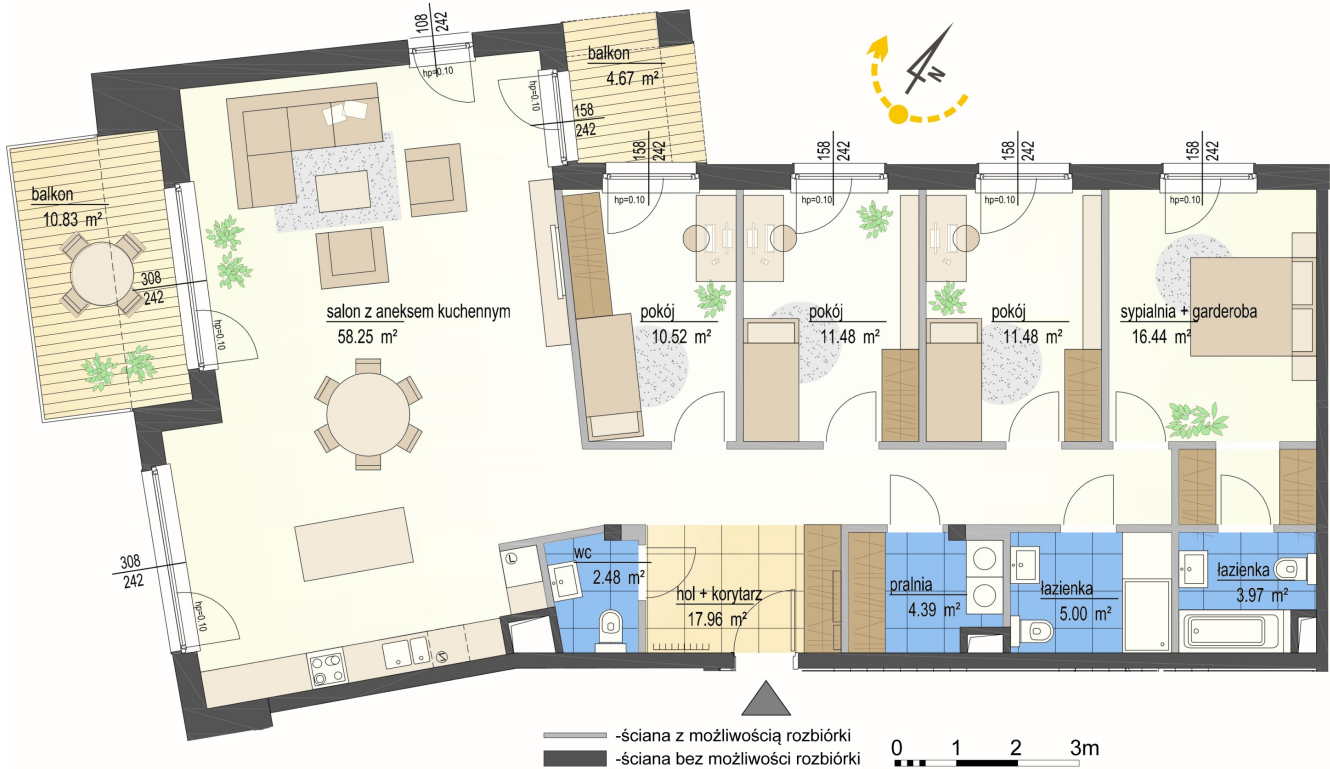 108
242
hp=0.10
balkon
4.67 m²
hp=0.10
158
242
N
balkon
10.83 m²
308
242
hp=0.10
salon z aneksem kuchennym
58.25 m²
158
242
hp=0.10
pokój
10.52 m²
158
242
hp=0.10
pokój
11.48 m²
158
242
hp=0.10
pokój
11.48 m²
158
242
hp=0.10
sypialnia + garderoba
16.44 m²
308
242
hp=0.10
L
Z
wc
2.48 m²
hol + korytarz
17.96 m²
pralnia
4.39 m²
łazienka
5.00 m²
łazienka
3.97 m²
-ściana z możliwością rozbiórki
-ściana bez możliwości rozbiórki
0 1 2 3m